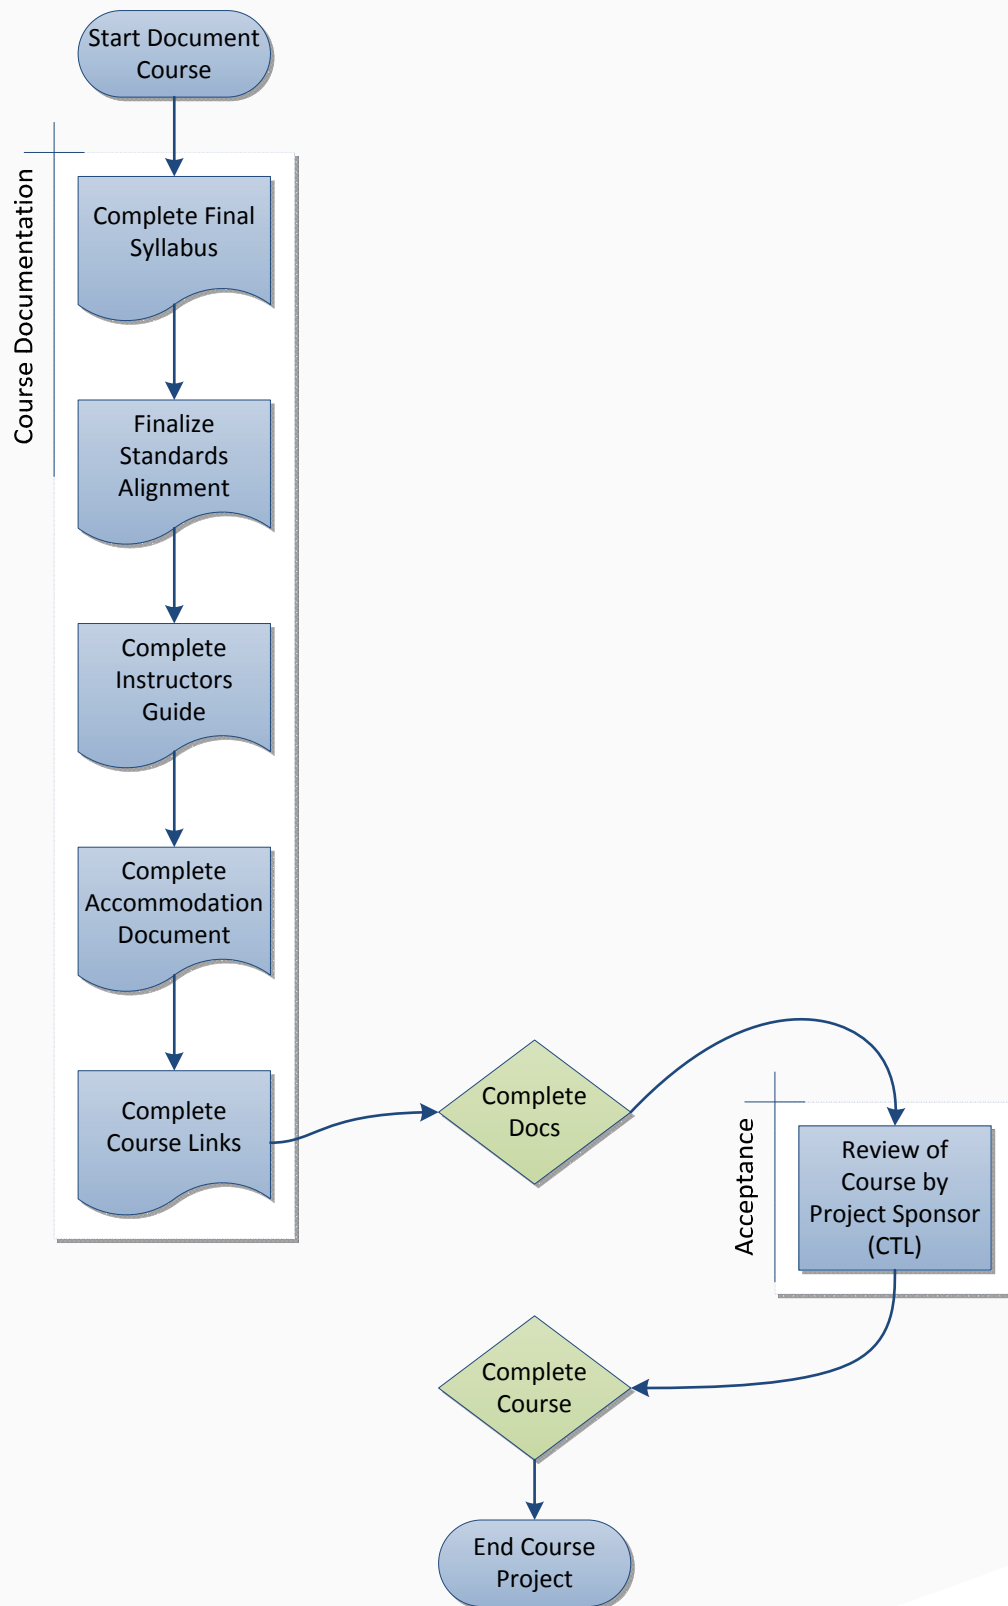 Start Document
Course
Course Documentation
Complete Final
Syllabus
Finalize
Standards
Alignment
Complete
Instructors
Guide
Complete
Accommodation
Document
Complete
Course Links
Complete
Docs
Acceptance
Review of
Course by
Project Sponsor
(CTL)
Complete
Course
End Course
Project